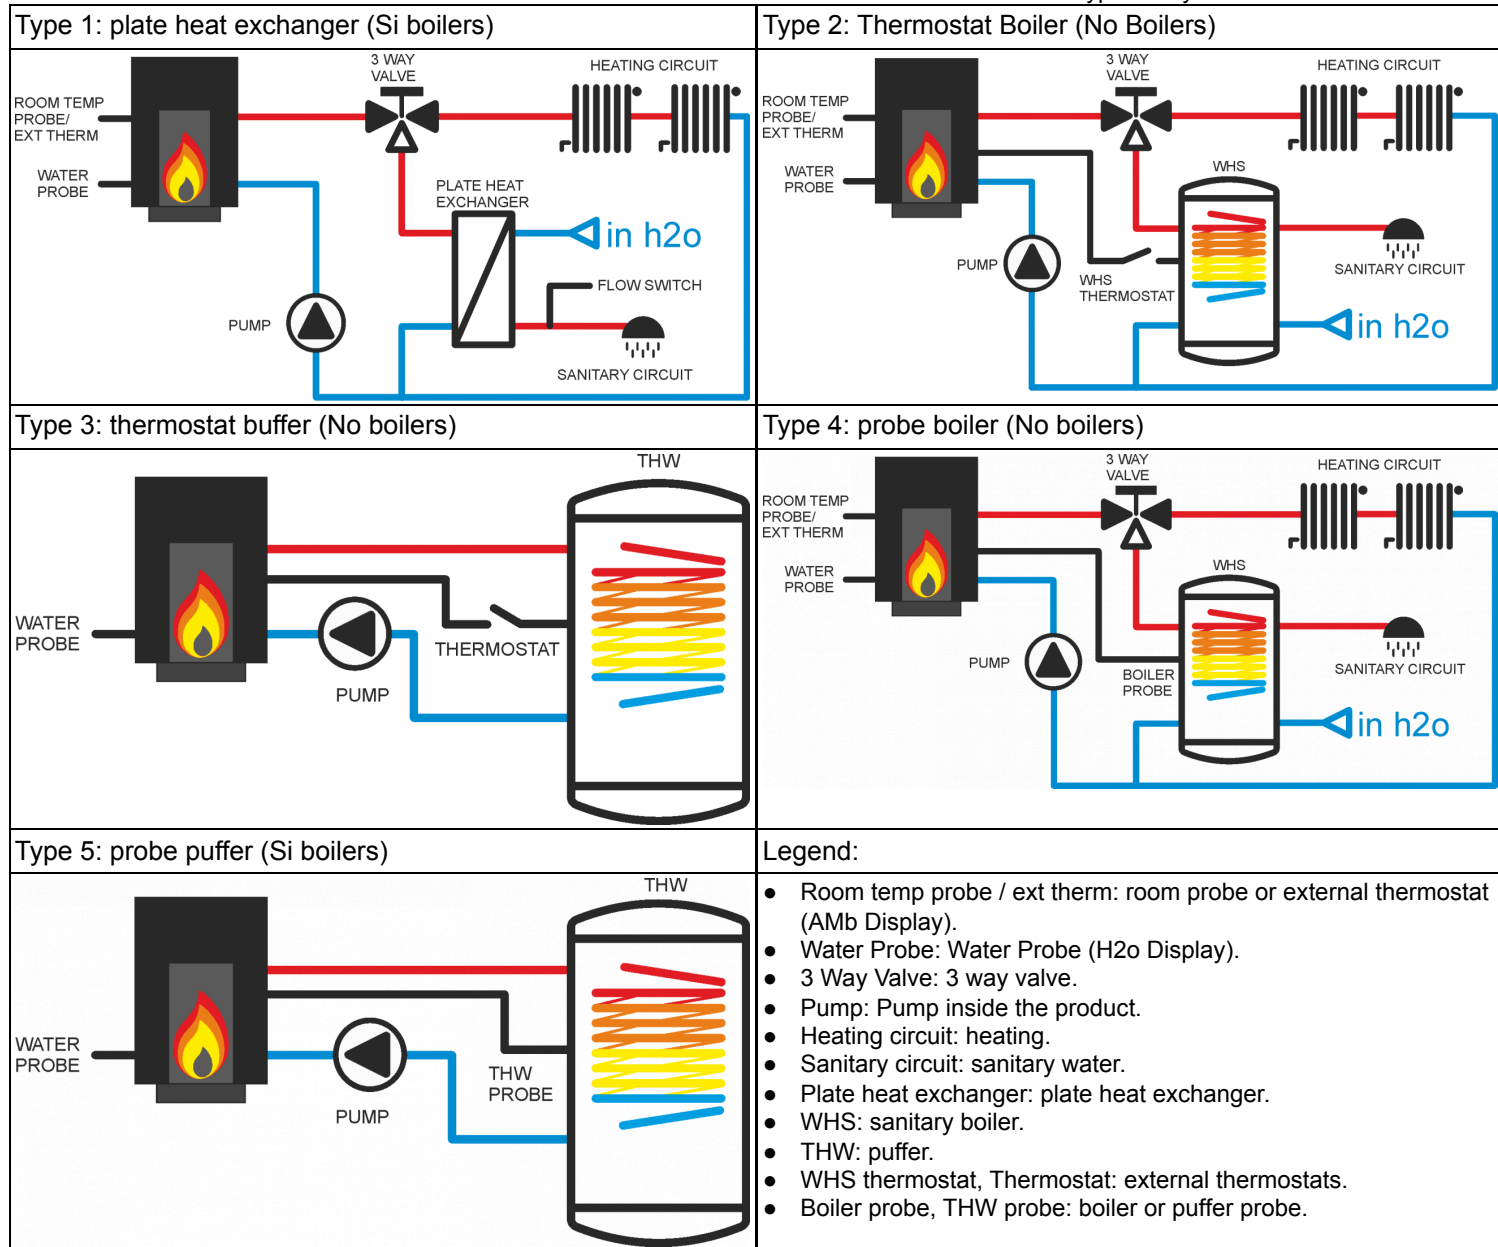 Type 1: plate heat exchanger (Si boilers)
3 WAY
VALVE
HEATING CIRCUIT
ROOM TEMP
PROBE/
EXT THERM
WATER
PROBE
PLATE HEAT
EXCHANGER
in h2o
FLOW SWITCH
PUMP
SANITARY CIRCUIT
Type 2: Thermostat Boiler (No Boilers)
3 WAY
VALVE
HEATING CIRCUIT
ROOM TEMP
PROBE/
EXT THERM
WATER
PROBE
WHS
PUMP
WHS
THERMOSTAT
SANITARY CIRCUIT
in h2o
Type 3: thermostat buffer (No boilers)
THW
WATER
PROBE
THERMOSTAT
PUMP
Type 4: probe boiler (No boilers)
3 WAY
VALVE
HEATING CIRCUIT
ROOM TEMP
PROBE/
EXT THERM
WATER
PROBE
WHS
PUMP
BOILER
PROBE
SANITARY CIRCUIT
in h2o
Type 5: probe puffer (Si boilers)
THW
WATER
PROBE
THW
PROBE
PUMP
Legend:
● Room temp probe / ext therm: room probe or external thermostat
(AMb Display).
● Water Probe: Water Probe (H2o Display).
● 3 Way Valve: 3 way valve.
● Pump: Pump inside the product.
● Heating circuit: heating.
● Sanitary circuit: sanitary water.
● Plate heat exchanger: plate heat exchanger.
● WHS: sanitary boiler.
● THW: puffer.
● WHS thermostat, Thermostat: external thermostats.
● Boiler probe, THW probe: boiler or puffer probe.